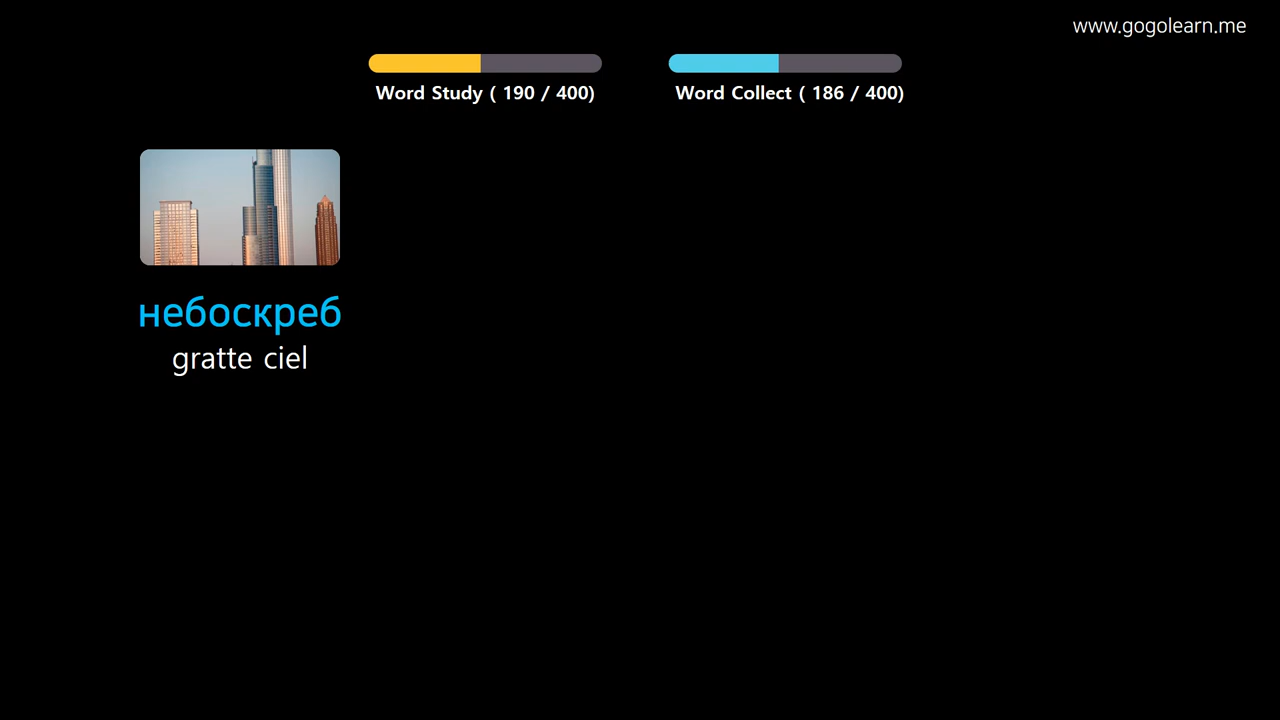 www.gogolearn.me
Word Study ( 190 / 400)
Word Collect ( 186 / 400)
небоскреб
gratte ciel